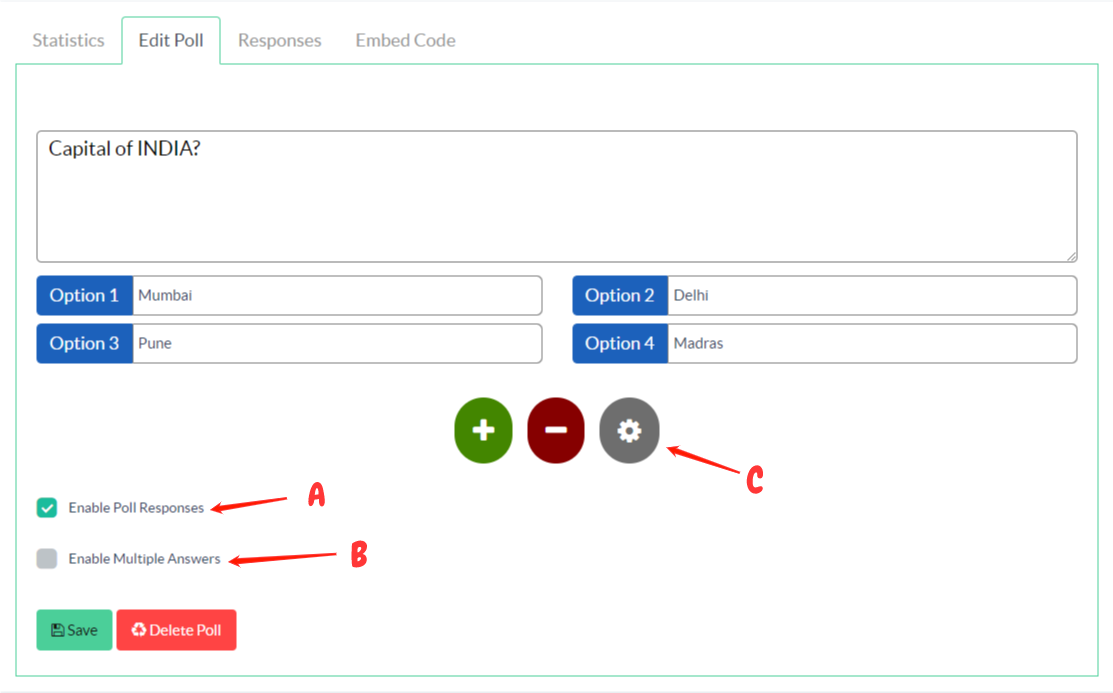 Statistics Edit Poll Responses Embed Code
Capital of INDIA?
Option 1 Mumbai Option 2 Delhi
Option 3 Pune Option 4 Madras
C
Enable Poll Responses A
Enable Multiple Answers B
Save Delete Poll